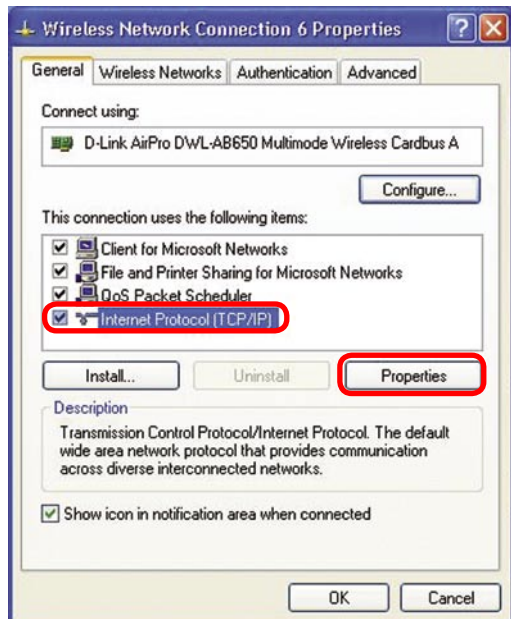 Wireless Network Connection 6 Properties
General Wireless Networks Authentication Advanced
Connect using:
D-Link AirPro DWL-AB650 Multimode Wireless Cardbus A
Configure...
This connection uses the following items:
Client for Microsoft Networks
File and Printer Sharing for Microsoft Networks
QoS Packet Scheduler
Internet Protocol (TCP/IP)
Install... Uninstall Properties
Description
Transmission Control Protocol/Internet Protocol. The default
wide area network protocol that provides communication
across diverse interconnected networks.
Show icon in notification area when connected
OK Cancel